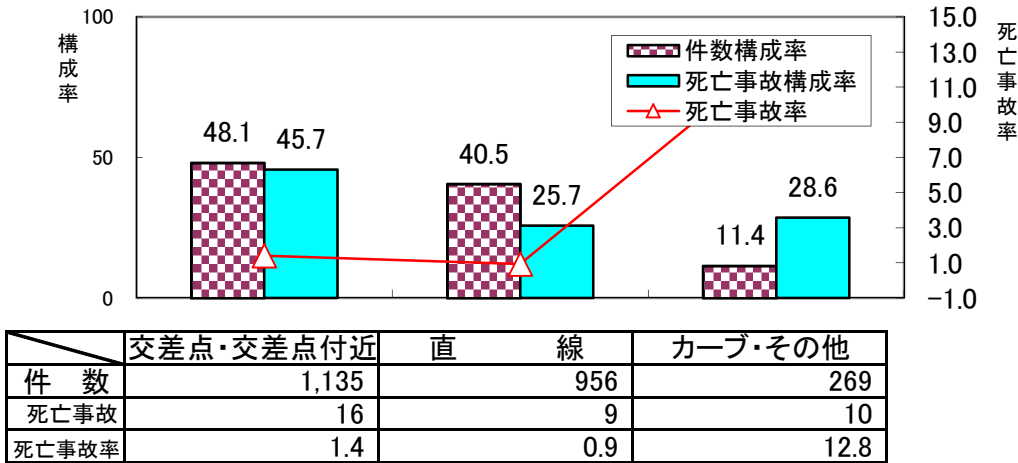 100
50
0
構成率
件数構成率
死亡事故構成率
死亡事故率
48.1
45.7
40.5
25.7
11.4
28.6
15.0
13.0
11.0
9.0
7.0
5.0
3.0
1.0
-1.0
死亡事故率
交差点・交差点付近 直 線 カーブ・その他
件 数 1,135 956 269
死亡事故 16 9 10
死亡事故率 1.4 0.9 12.8